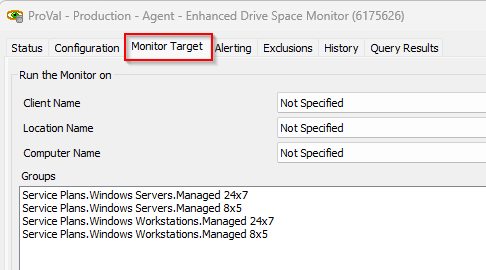 ProVal - Production - Agent - Enhanced Drive Space Monitor (6175626)
Status Configuration Monitor Target Alerting Exclusions History Query Results
Run the Monitor on
Client Name Not Specified
Location Name Not Specified
Computer Name Not Specified
Groups
Service Plans.Windows Servers.Managed 24x7
Service Plans.Windows Servers.Managed 8x5
Service Plans.Windows Workstations.Managed 24x7
Service Plans.Windows Workstations.Managed 8x5